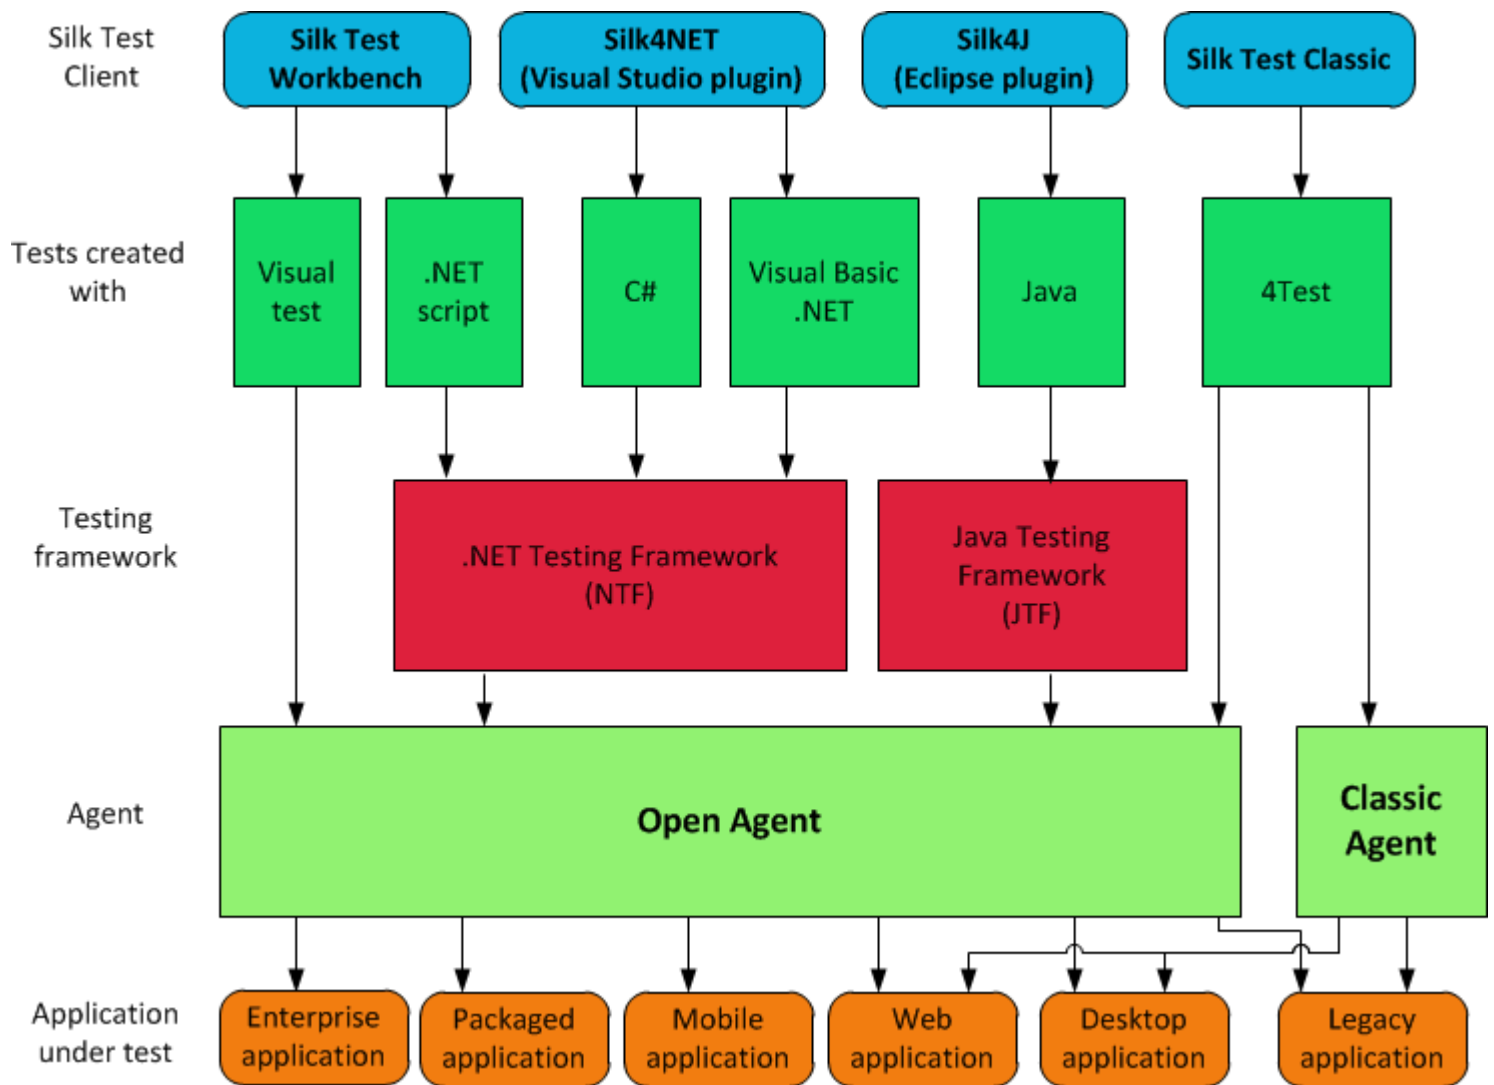 Silk Test
Client
Silk Test
Workbench
Silk4NET
(Visual Studio plugin)
Silk4J
(Eclipse plugin)
Silk Test Classic
Tests created
with
Visual
test
.NET
script
C#
Visual Basic
.NET
Java
4Test
Testing
framework
.NET Testing Framework
(NTF)
Java Testing
Framework
(JTF)
Agent
Open Agent
Classic
Agent
Application
under test
Enterprise
application
Packaged
application
Mobile
application
Web
application
Desktop
application
Legacy
application